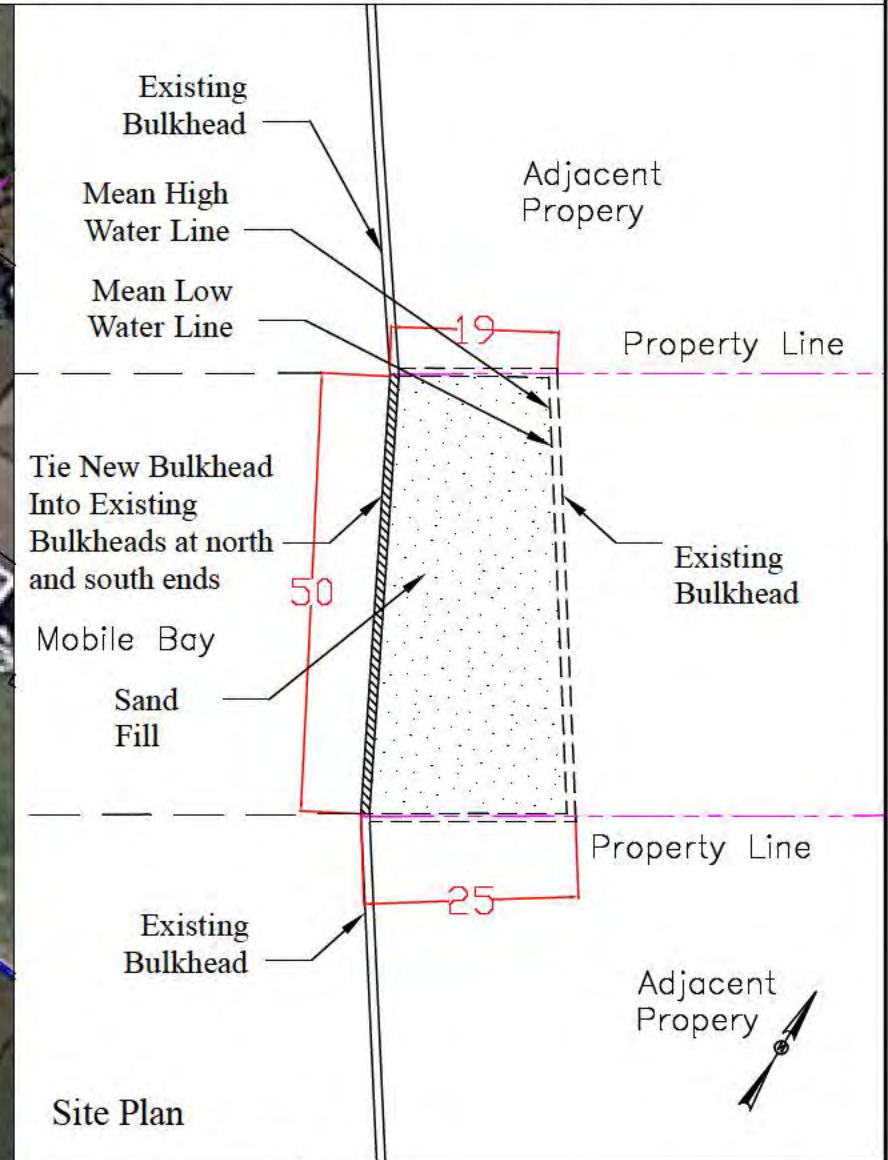 Existing
Bulkhead
Adjacent
Propery
Mean High
Water Line
Mean Low
Water Line
19
Property Line
Tie New Bulkhead
Into Existing
Bulkheads at north
and south ends
50
Existing
Bulkhead
Mobile Bay
Sand
Fill
Property Line
25
Existing
Bulkhead
Adjacent
Propery
N
Site Plan